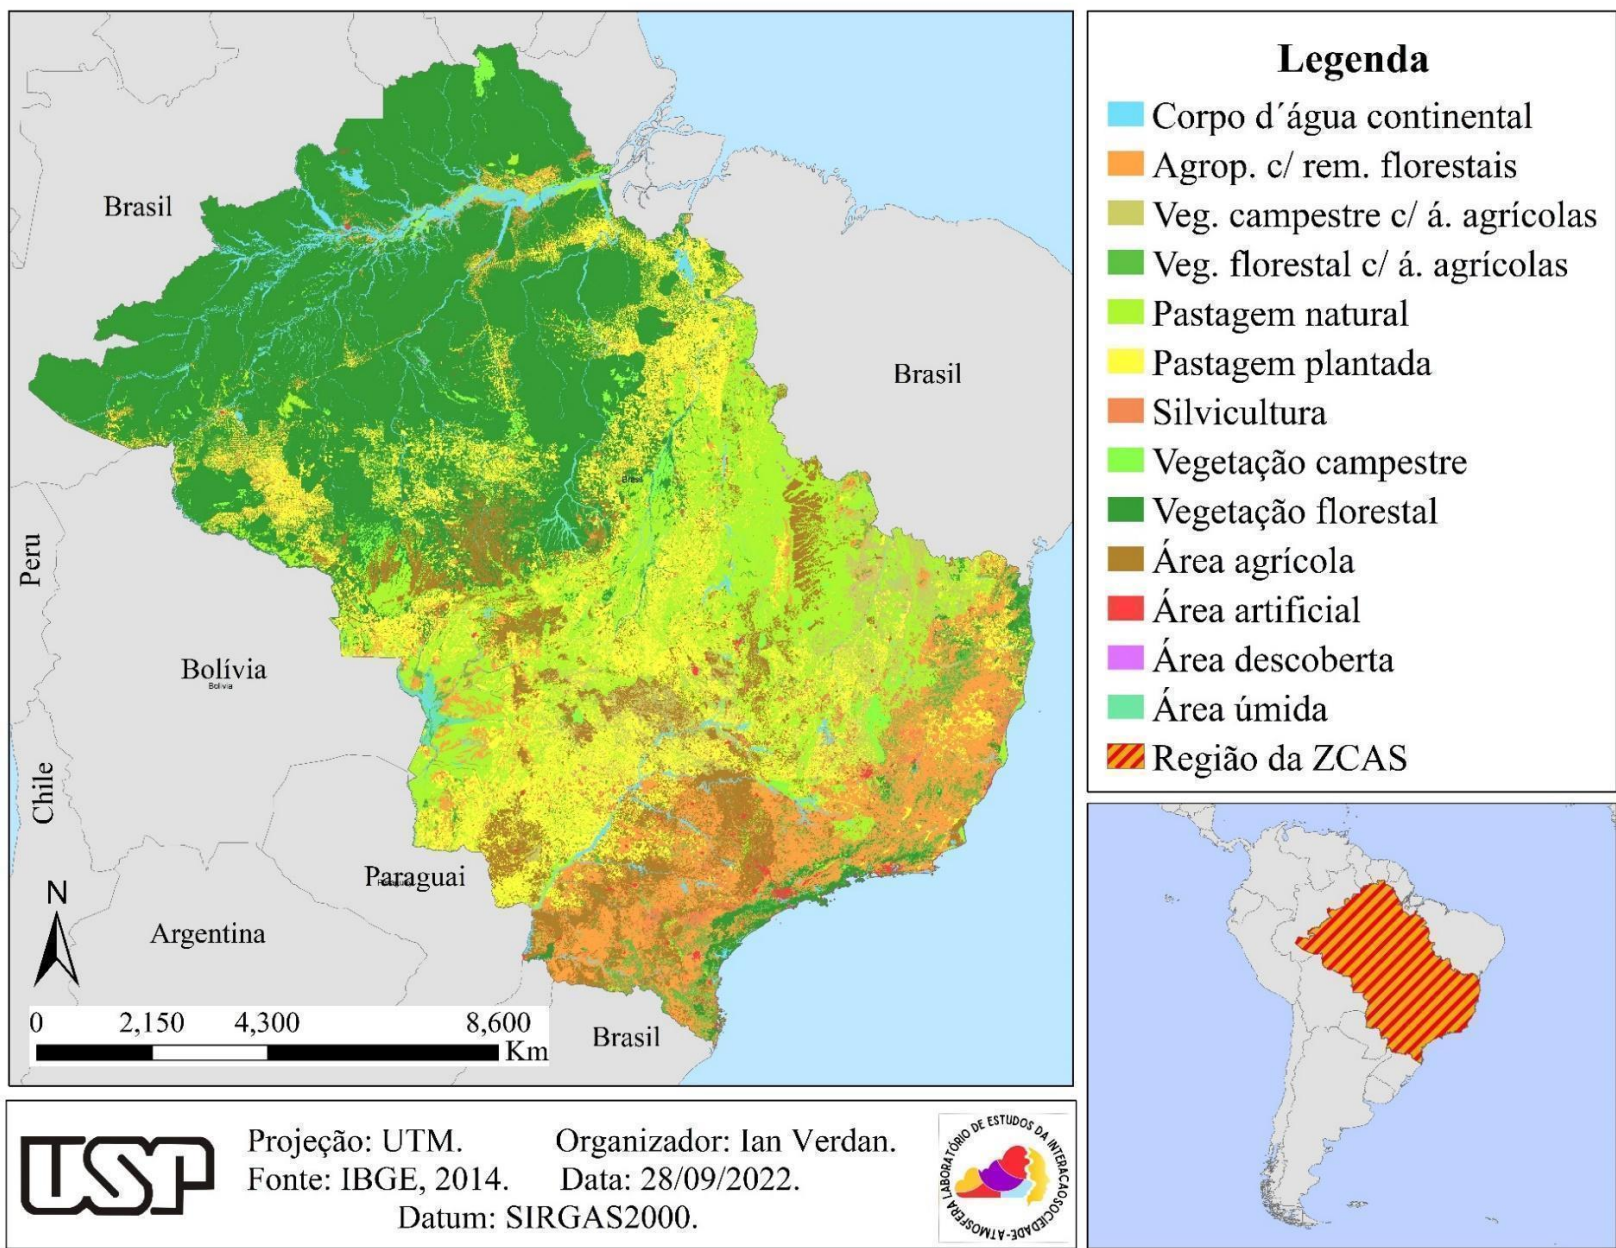 Brasil
Brasil
Brasil
Peru
Bolívia
Bolivia
Chile
Paraguai
Argentina
Brasil
N
0 2,150 4,300 8,600
Km
Legenda
Corpo d´água continental
Agrop. c/ rem. florestais
Veg. campestre c/ á. agrícolas
Veg. florestal c/ á. agrícolas
Pastagem natural
Pastagem plantada
Silvicultura
Vegetação campestre
Vegetação florestal
Área agrícola
Área artificial
Área descoberta
Área úmida
Região da ZCAS
USP
Projeção: UTM. Organizador: Ian Verdan.
Fonte: IBGE, 2014. Data: 28/09/2022.
Datum: SIRGAS2000.
LABORATÓRIO DE ESTUDOS DA INTERAÇÃO SOCIEDADE-ATMOSFERA